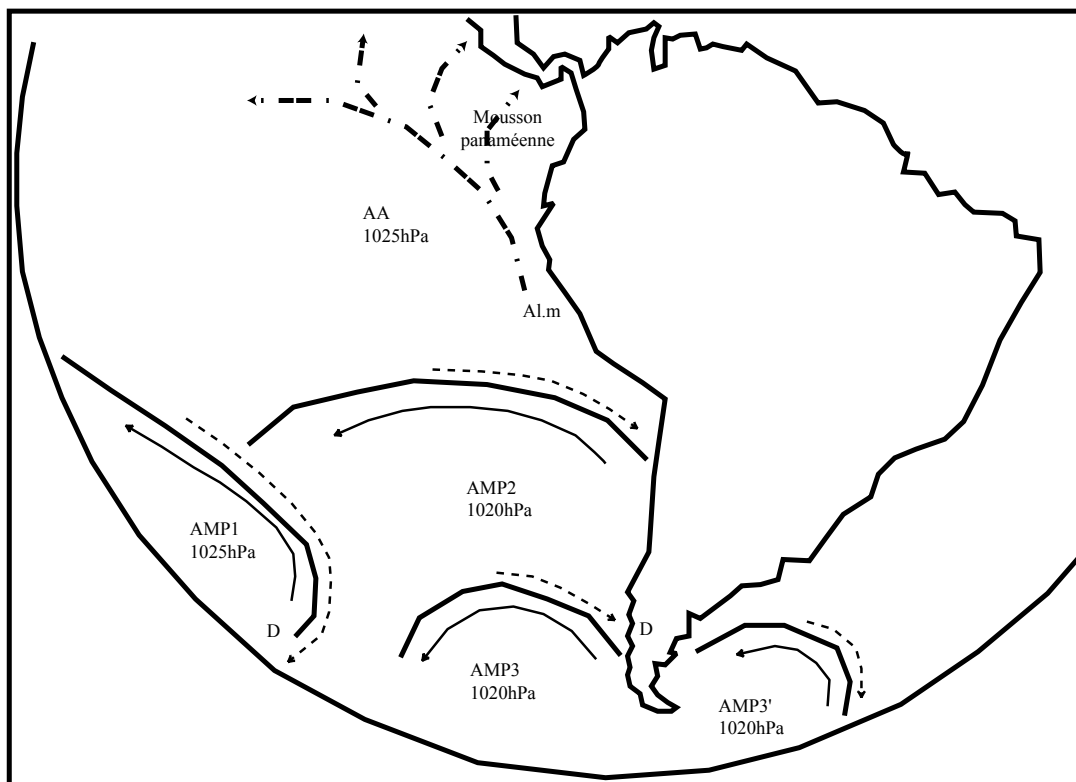 Mousson
panaméenne
AA
1025hPa
Al.m
AMP2
1020hPa
AMP1
1025hPa
D
D
AMP3
1020hPa
AMP3'
1020hPa